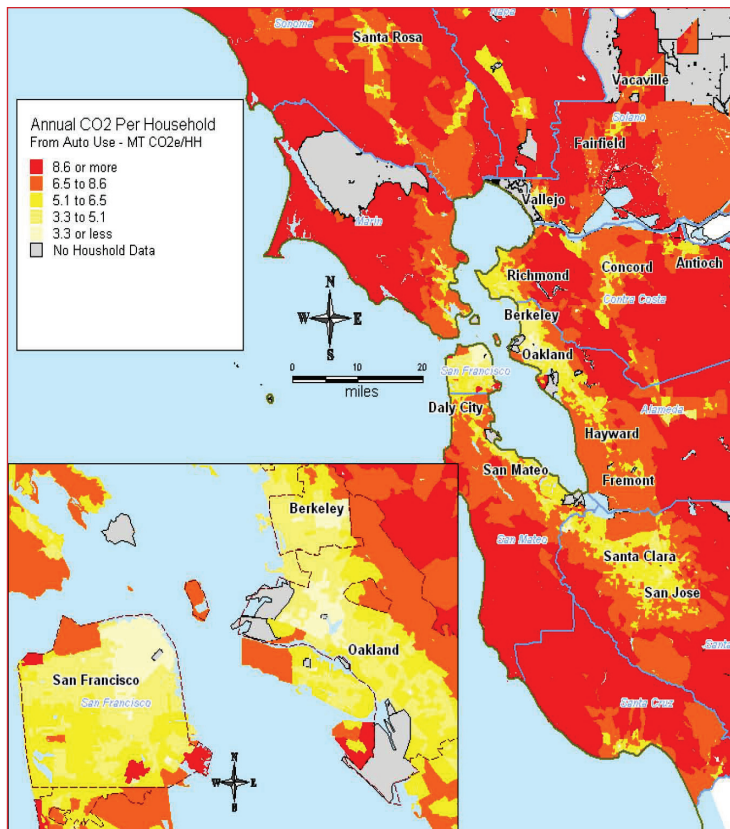 Sonoma
Napa
Santa Rosa
Vacaville
Solano
Fairfield
Annual CO2 Per Household
From Auto Use - MT CO2e/HH
8.6 or more
6.5 to 8.6
5.1 to 6.5
3.3 to 5.1
3.3 or less
No Houshold Data
Vallejo
Marin
Richmond
Concord
Antioch
Contra Costa
N
W
E
S
Berkeley
Oakland
San Francisco
0
10
20
miles
Daly City
Alameda
Hayward
San Mateo
Fremont
San Mateo
Santa Clara
San Jose
Santa
Santa Cruz
Berkeley
Oakland
San Francisco
San Francisco
N
W
E
S